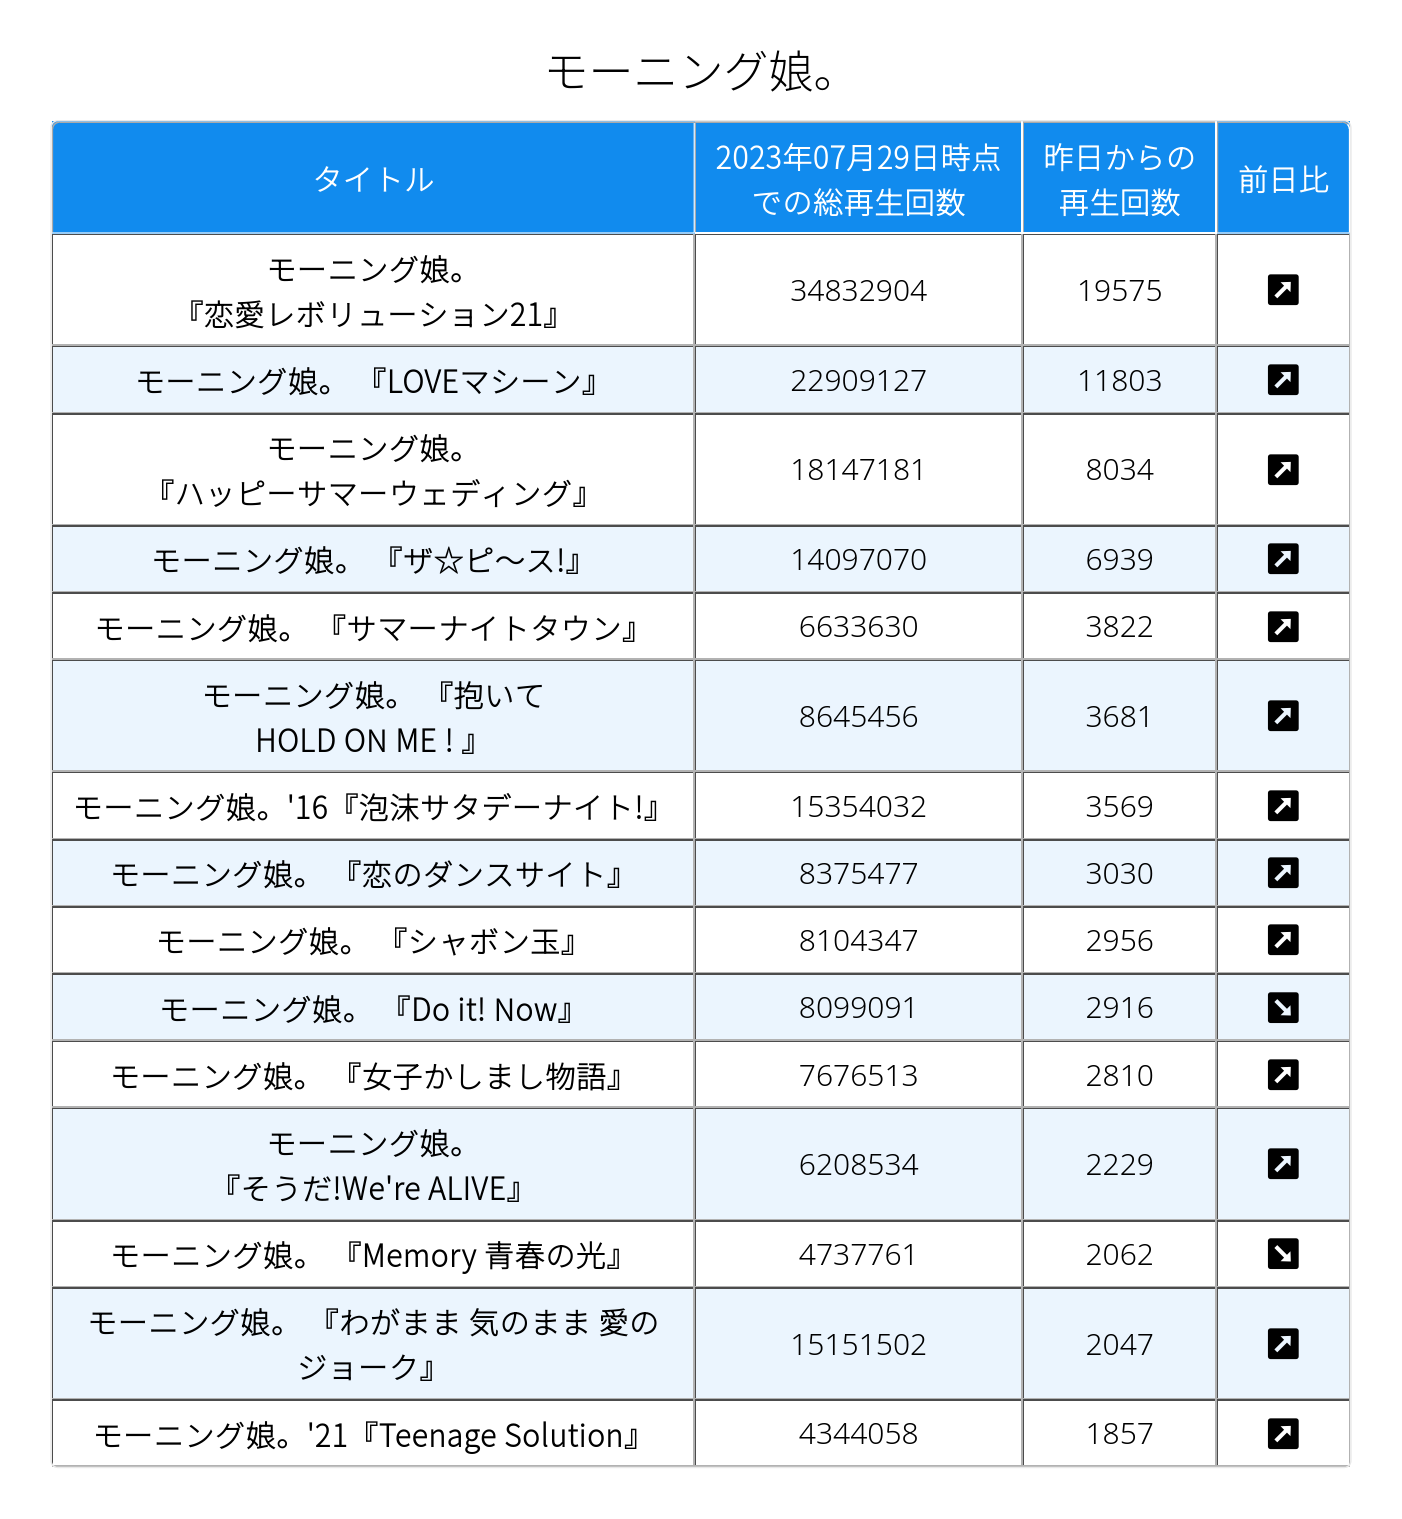 モーニング娘。
タイトル
2023年07月29日時点
での総再生回数
昨日からの
再生回数
前日比
モーニング娘。
『恋愛レボリューション21』
34832904
19575
モーニング娘。 『LOVEマシーン』
22909127
11803
モーニング娘。
『ハッピーサマーウェディング』
18147181
8034
モーニング娘。 『ザ☆ピ〜ス!』
14097070
6939
モーニング娘。 『サマーナイトタウン』
6633630
3822
モーニング娘。 『抱いて
HOLD ON ME ! 』
8645456
3681
モーニング娘。'16『泡沫サタデーナイト!』
15354032
3569
モーニング娘。 『恋のダンスサイト』
8375477
3030
モーニング娘。 『シャボン玉』
8104347
2956
モーニング娘。 『Do it! Now』
8099091
2916
モーニング娘。 『女子かしまし物語』
7676513
2810
モーニング娘。
『そうだ!We're ALIVE』
6208534
2229
モーニング娘。 『Memory 青春の光』
4737761
2062
モーニング娘。 『わがまま 気のまま 愛の
ジョーク』
15151502
2047
モーニング娘。'21『Teenage Solution』
4344058
1857